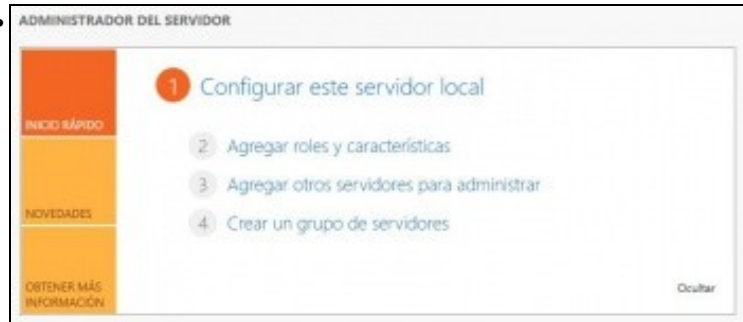 ADMINISTRADOR DEL SERVIDOR
INICIO RÁPIDO
1 Configurar este servidor local
2 Agregar roles y características
3 Agregar otros servidores para administrar
4 Crear un grupo de servidores
NOVEDADES
OBTENER MÁS
INFORMACIÓN
Ocultar